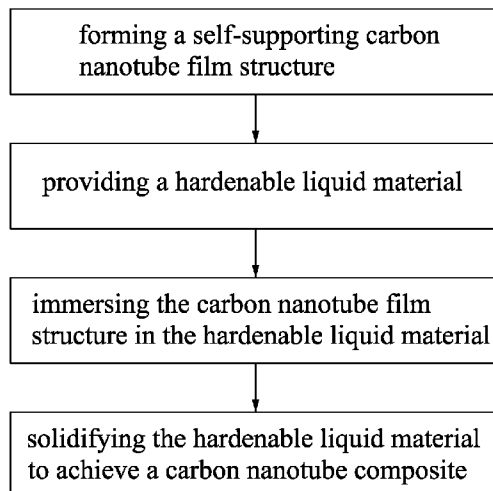 forming a self-supporting carbon
nanotube film structure
providing a hardenable liquid material
immersing the carbon nanotube film
structure in the hardenable liquid material
solidifying the hardenable liquid material
to achieve a carbon nanotube composite